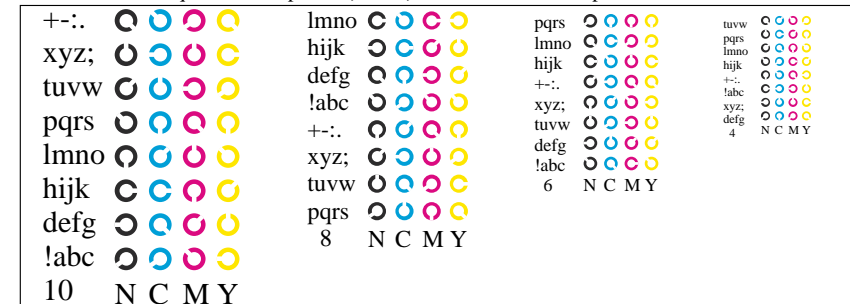 +-:.
xyz;
tuvw
pqrs
lmno
hijk
defg
!abc
10 N C M Y
lmno
hijk
defg
!abc
+-:.
xyz;
tuvw
pqrs
8 N C M Y
pqrs
lmno
hijk
+-:.
xyz;
tuvw
defg
!abc
6 N C M Y
tuvw
pqrs
lmno
hijk
+-:.
!abc
xyz;
defg
4 N C M Y